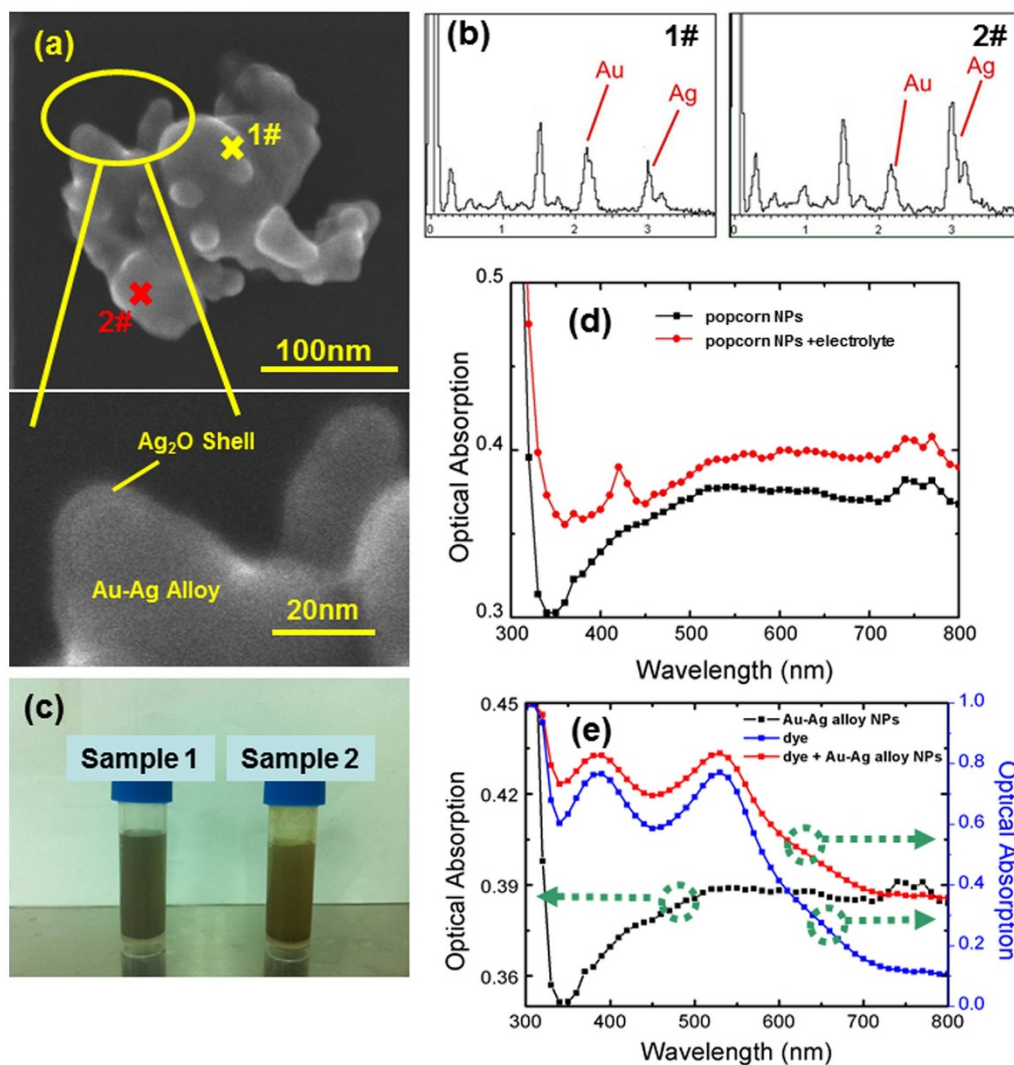 (a)
1#
2#
100nm
Ag₂O Shell
Au-Ag Alloy
20nm
(b)
1#
Au
Ag
0 1 2 3
2#
Au
Ag
0 1 2 3
(c)
Sample 1
Sample 2
(d)
popcorn NPs
popcorn NPs +electrolyte
0.5
0.4
0.3
Optical Absorption
300 400 500 600 700 800
Wavelength (nm)
(e)
Au-Ag alloy NPs
dye
dye + Au-Ag alloy NPs
0.45
0.42
0.39
0.36
Optical Absorption
1.0
0.8
0.6
0.4
0.2
0.0
Optical Absorption
300 400 500 600 700 800
Wavelength (nm)